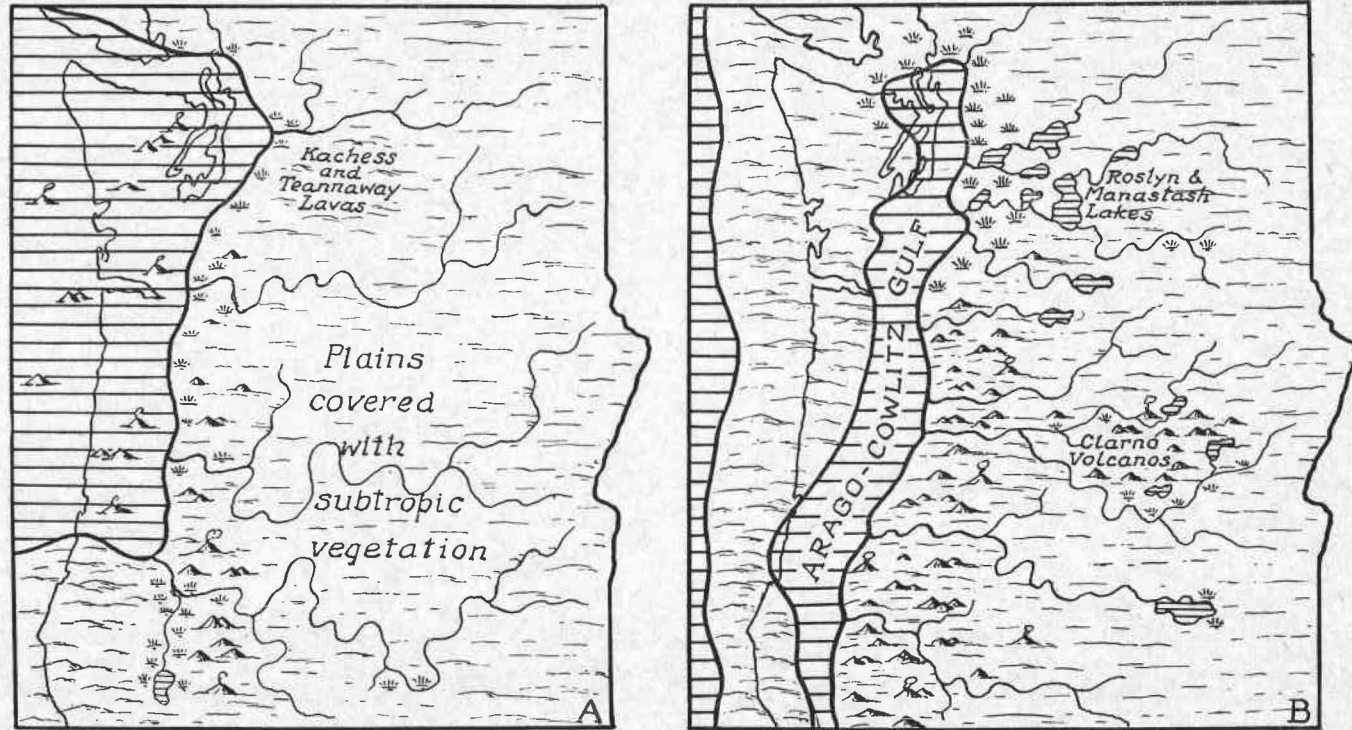 Kachess
and
Teannaway
Lavas
Plains
covered
with
subtropic
vegetation
A
Roslyn &
Manastash
Lakes
ARAGO-COWLITZ GULF
Clarno
Volcanos
B